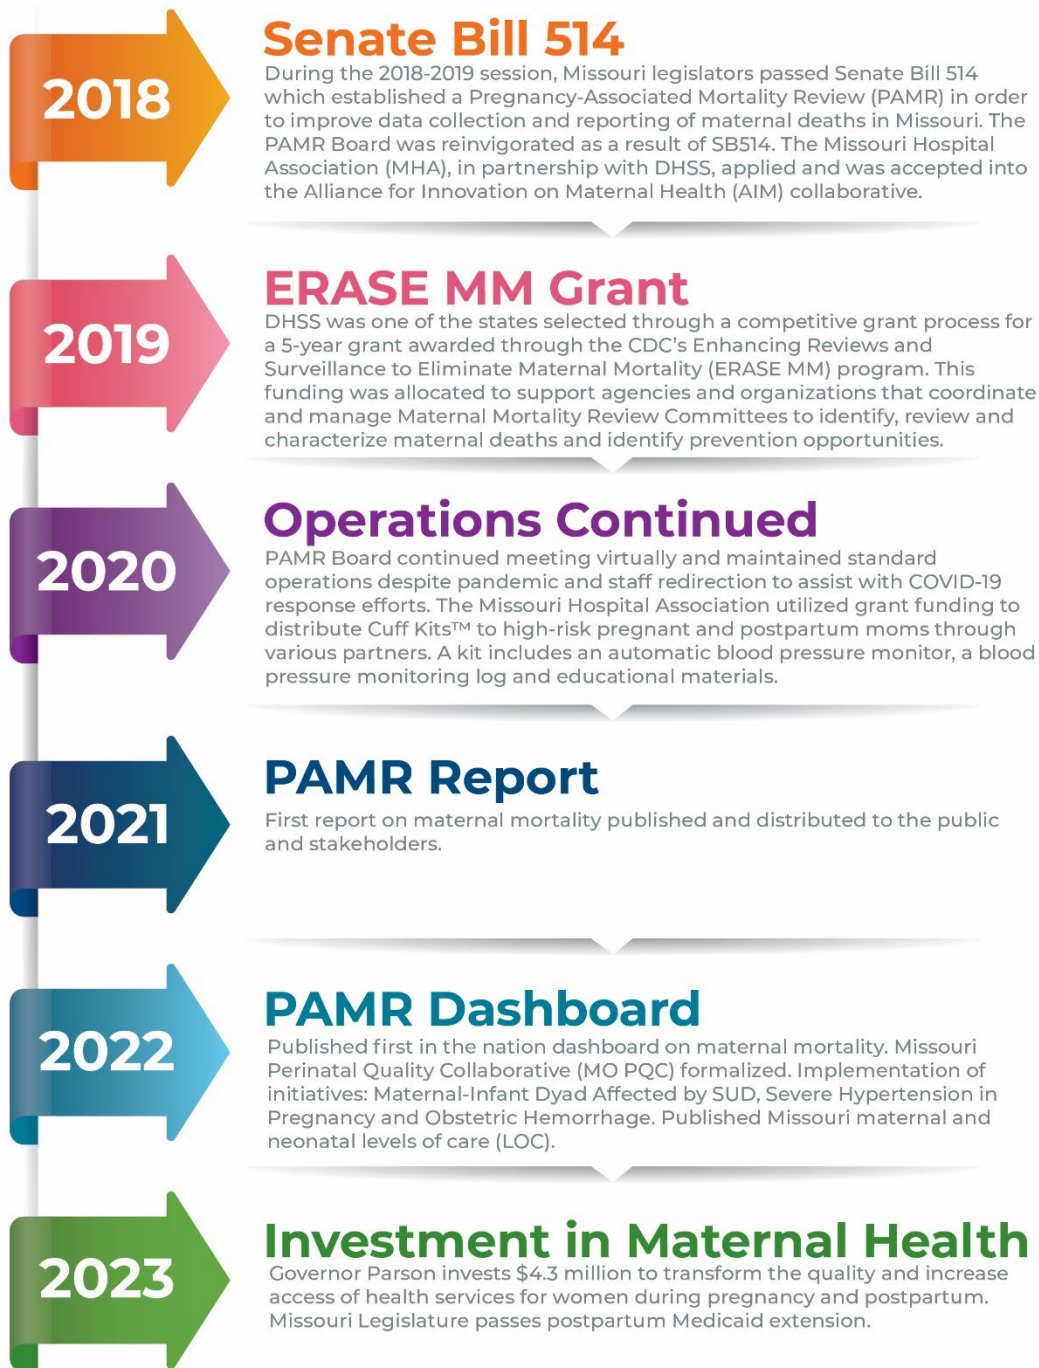 2018
Senate Bill 514
During the 2018-2019 session, Missouri legislators passed Senate Bill 514
which established a Pregnancy-Associated Mortality Review (PAMR) in order
to improve data collection and reporting of maternal deaths in Missouri. The
PAMR Board was reinvigorated as a result of SB514. The Missouri Hospital
Association (MHA), in partnership with DHSS, applied and was accepted into
the Alliance for Innovation on Maternal Health (AIM) collaborative.
2019
ERASE MM Grant
DHSS was one of the states selected through a competitive grant process for
a 5-year grant awarded through the CDC's Enhancing Reviews and
Surveillance to Eliminate Maternal Mortality (ERASE MM) program. This
funding was allocated to support agencies and organizations that coordinate
and manage Maternal Mortality Review Committees to identify, review and
characterize maternal deaths and identify prevention opportunities.
2020
Operations Continued
PAMR Board continued meeting virtually and maintained standard
operations despite pandemic and staff redirection to assist with COVID-19
response efforts. The Missouri Hospital Association utilized grant funding to
distribute Cuff Kits™ to high-risk pregnant and postpartum moms through
various partners. A kit includes an automatic blood pressure monitor, a blood
pressure monitoring log and educational materials.
2021
PAMR Report
First report on maternal mortality published and distributed to the public
and stakeholders.
2022
PAMR Dashboard
Published first in the nation dashboard on maternal mortality. Missouri
Perinatal Quality Collaborative (MO PQC) formalized. Implementation of
initiatives: Maternal-Infant Dyad Affected by SUD, Severe Hypertension in
Pregnancy and Obstetric Hemorrhage. Published Missouri maternal and
neonatal levels of care (LOC).
2023
Investment in Maternal Health
Governor Parson invests $4.3 million to transform the quality and increase
access of health services for women during pregnancy and postpartum.
Missouri Legislature passes postpartum Medicaid extension.